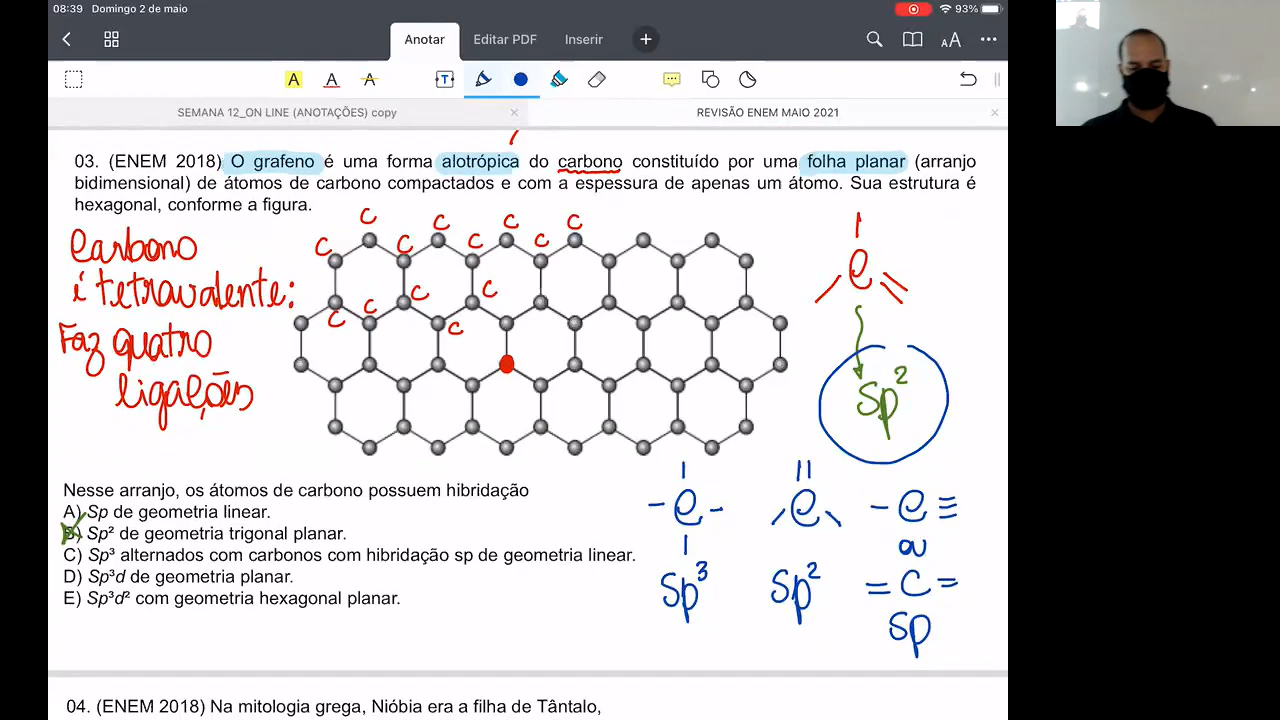 08:39 Domingo 2 de maio
93%
Anotar Editar PDF Inserir
SEMANA 12_ON LINE (ANOTAÇÕES) copy
REVISÃO ENEM MAIO 2021
03. (ENEM 2018) O grafeno é uma forma alotrópica do carbono constituído por uma folha planar (arranjo
bidimensional) de átomos de carbono compactados e com a espessura de apenas um átomo. Sua estrutura é
hexagonal, conforme a figura.
Carbono
é tetravalente:
Faz quatro
ligações
C C C C
C C C C
C C
C C C
C
Sp²
Nesse arranjo, os átomos de carbono possuem hibridação
A) Sp de geometria linear.
B) Sp² de geometria trigonal planar.
C) Sp³ alternados com carbonos com hibridação sp de geometria linear.
D) Sp³d de geometria planar.
E) Sp³d² com geometria hexagonal planar.
C C C
ou
= C =
Sp³ Sp² Sp
04. (ENEM 2018) Na mitologia grega, Nióbia era a filha de Tântalo,